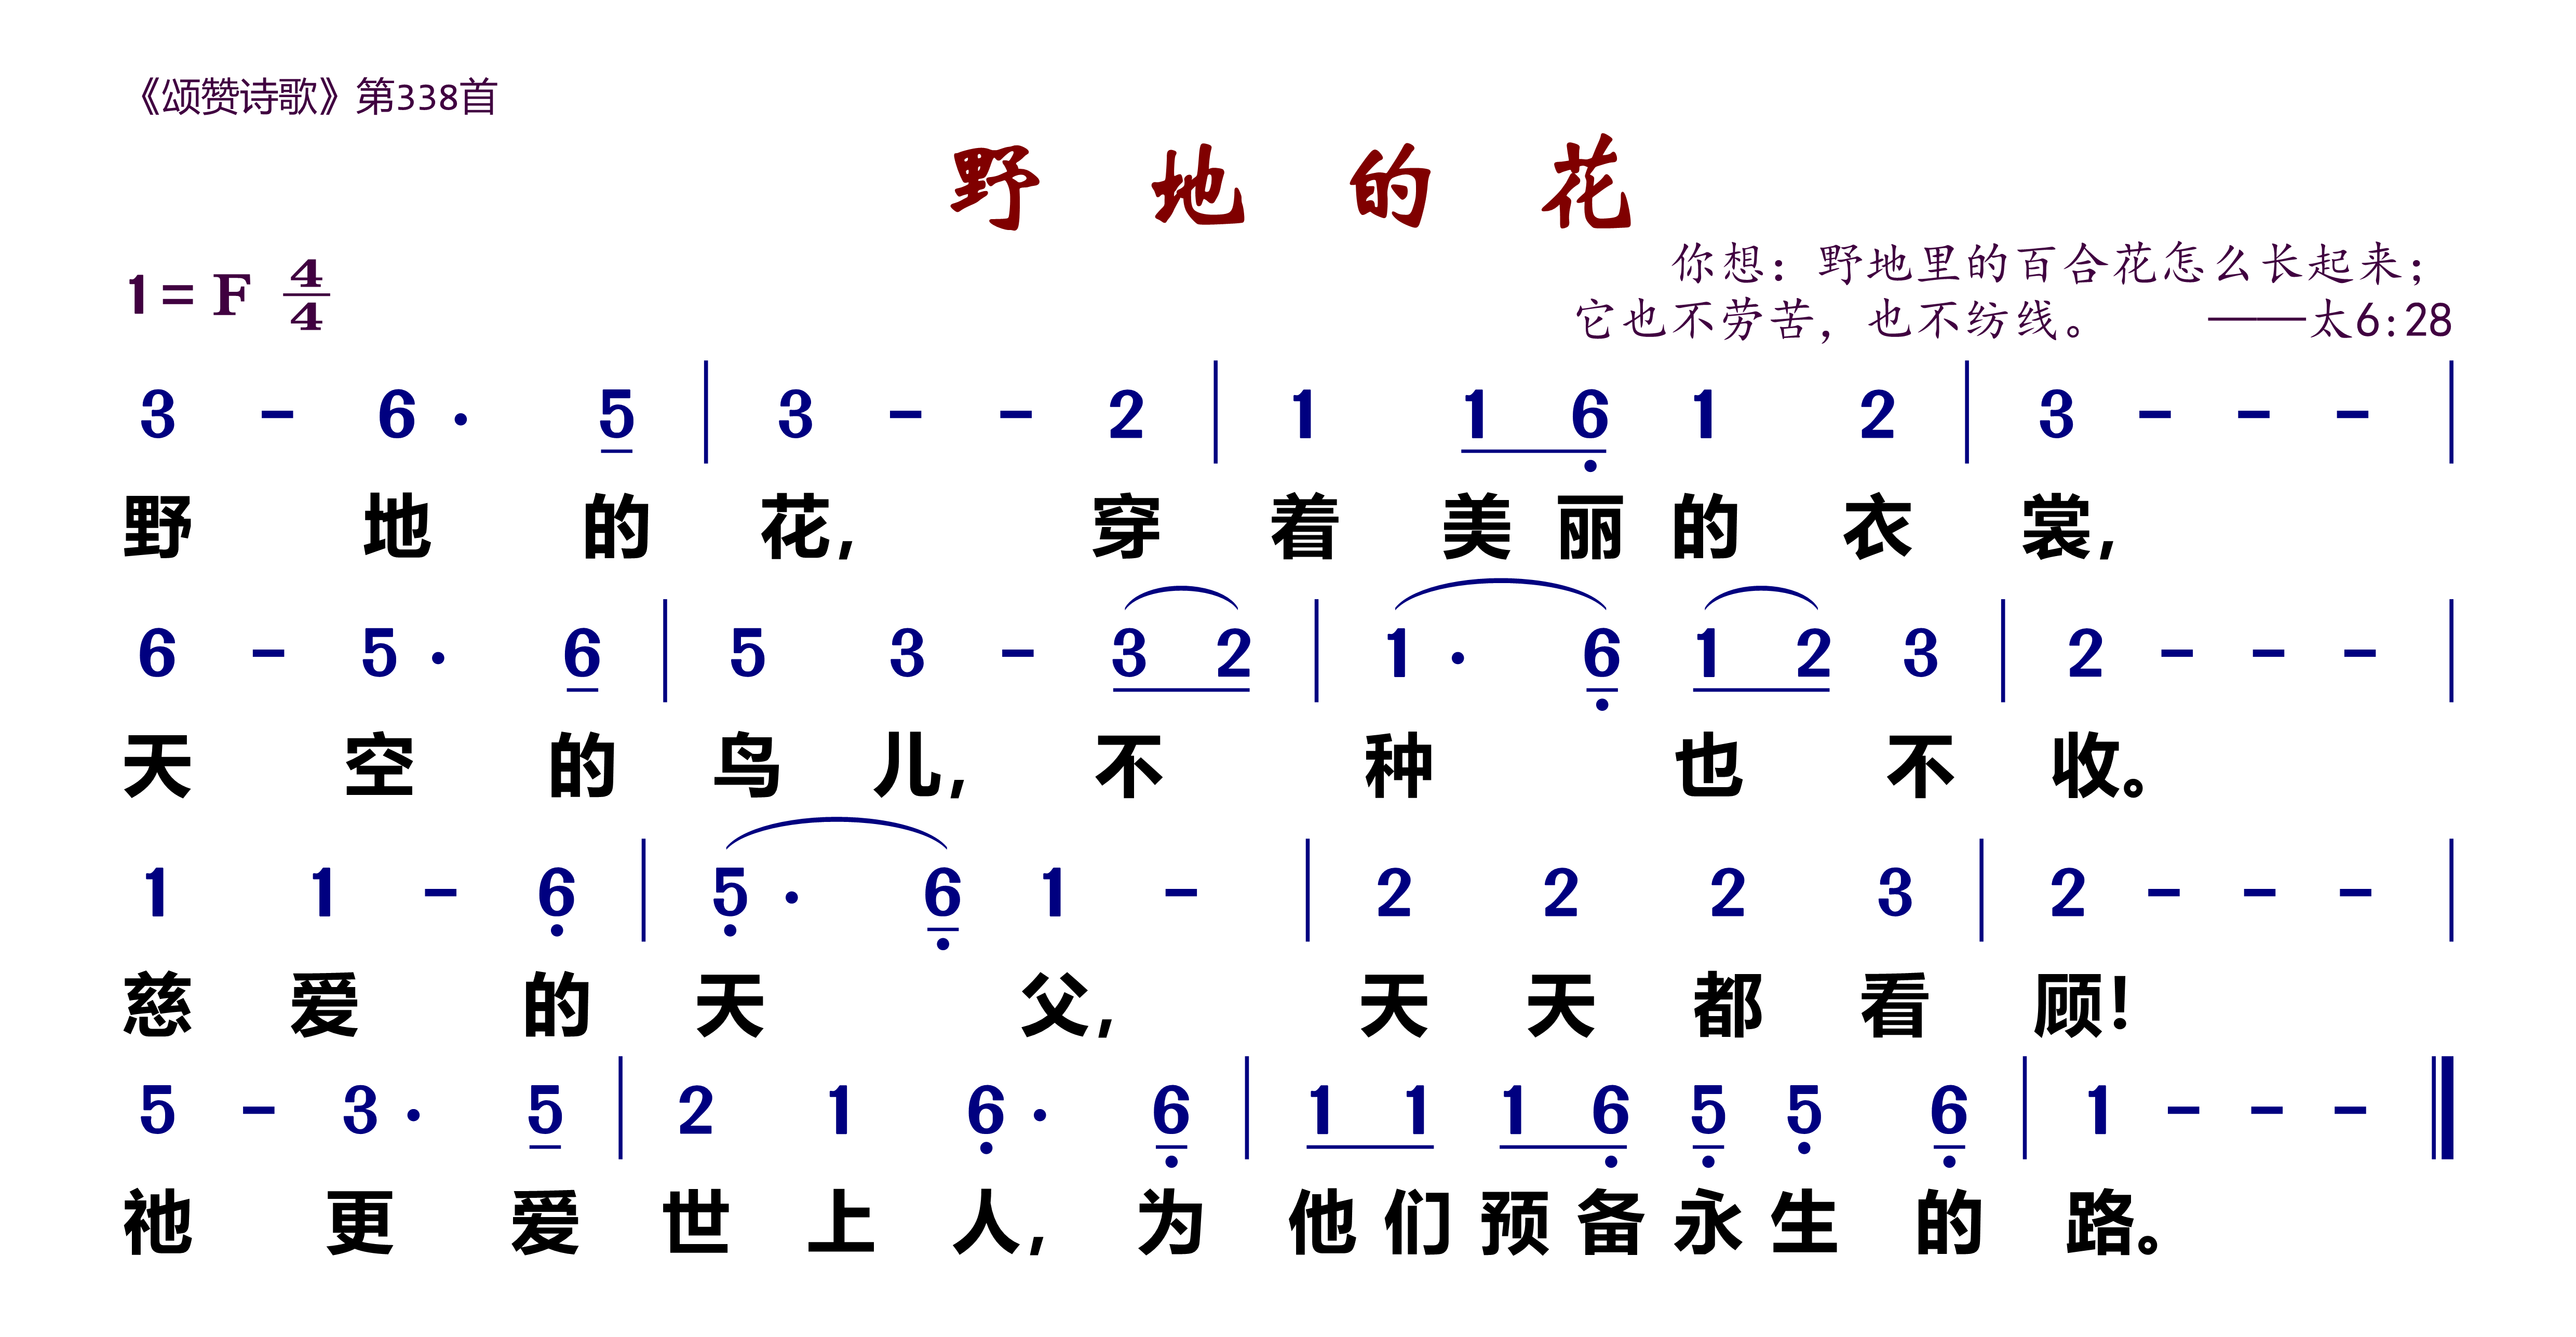 《颂赞诗歌》第338首
野 地 的 花
你想：野地里的百合花怎么长起来；
1 = F 4/4
它也不劳苦，也不纺线。 ——太6:28
3 - 6 · 5 | 3 - - 2 | 1 1 6 1 2 | 3 - - - |
野 地 的 花， 穿 着 美 丽 的 衣 裳，
6 - 5 · 6 | 5 3 - 3 2 | 1 · 6 1 2 3 | 2 - - - |
天 空 的 鸟 儿， 不 种 也 不 收。
1 1 - 6 | 5 · 6 1 - | 2 2 2 3 | 2 - - - |
慈 爱 的 天 父， 天 天 都 看 顾！
5 - 3 · 5 | 2 1 6 · 6 | 1 1 1 6 5 5 6 | 1 - - - ‖
祂 更 爱 世 上 人， 为 他 们 预 备 永 生 的 路。